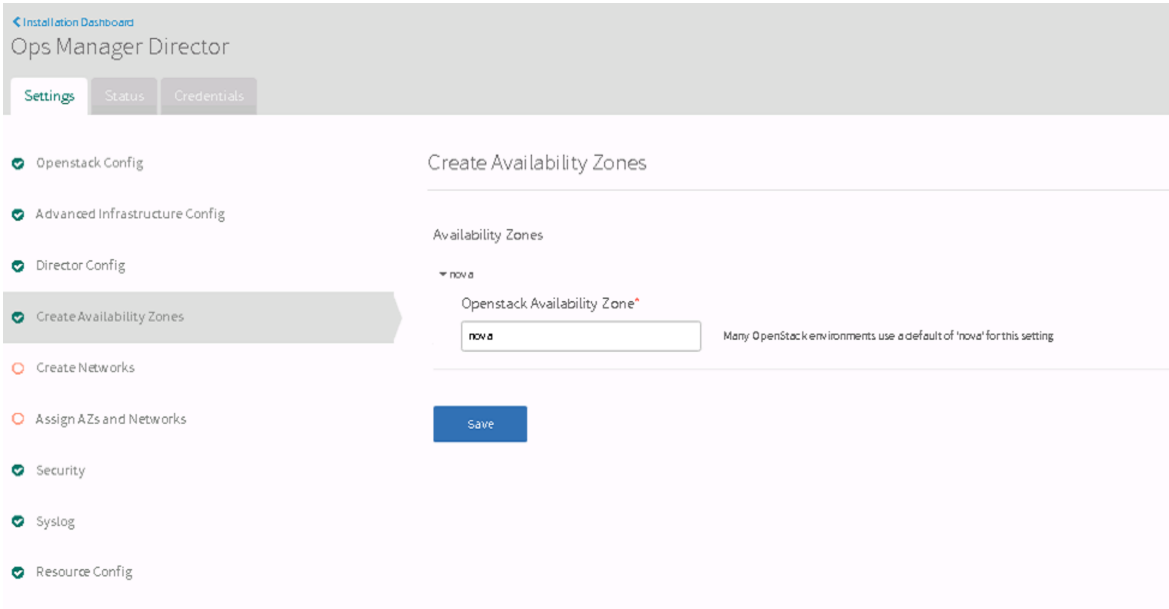 Installation Dashboard
Ops Manager Director
Settings Status Credentials
Openstack Config
Advanced Infrastructure Config
Director Config
Create Availability Zones
Create Networks
Assign AZs and Networks
Security
Syslog
Resource Config
Create Availability Zones
Availability Zones
nova
Openstack Availability Zone*
nova Many OpenStack environments use a default of 'nova' for this setting
Save